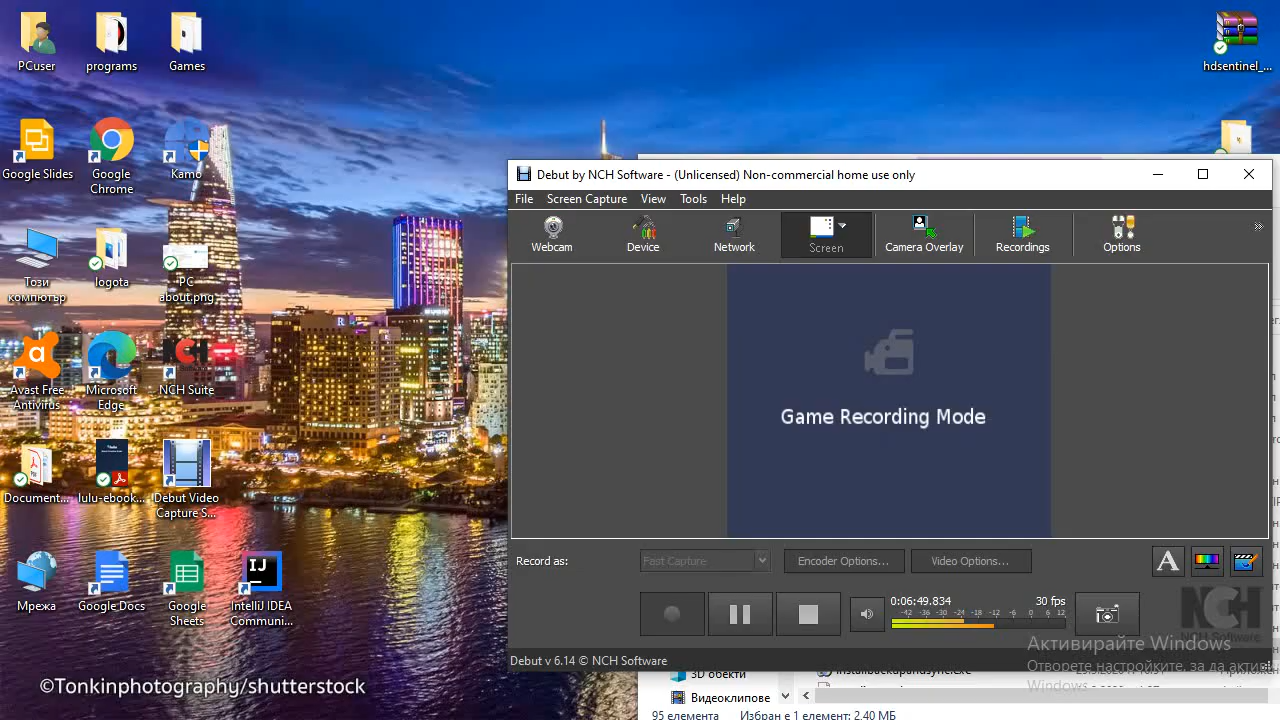 PCuser
programs
Games
hdsentinel_...
Google Slides
Google
Chrome
Kamo
Този
компютър
logota
PC
about.png
Avast Free
Antivirus
Microsoft
Edge
NCH
NCH Suite
Document...
lulu-ebook...
Debut Video
Capture S...
Мрежа
Google Docs
Google
Sheets
IJ
IntelliJ IDEA
Communi...
©Tonkinphotography/shutterstock
Debut by NCH Software - (Unlicensed) Non-commercial home use only
File Screen Capture View Tools Help
Webcam
Device
Network
Screen
Camera Overlay
Recordings
Options
Game Recording Mode
Record as:
Fast Capture
Encoder Options...
Video Options...
A
0:06:49.834
30 fps
-42 -36 -30 -24 -18 -12 -6 0 6 12
NCH
NCH Software
Активирайте Windows
Отворете настройките, за да активи
Windows.
Debut v 6.14 © NCH Software
3D обекти
Видеоклипове
95 елемента
Избран е 1 елемент: 2.40 МБ